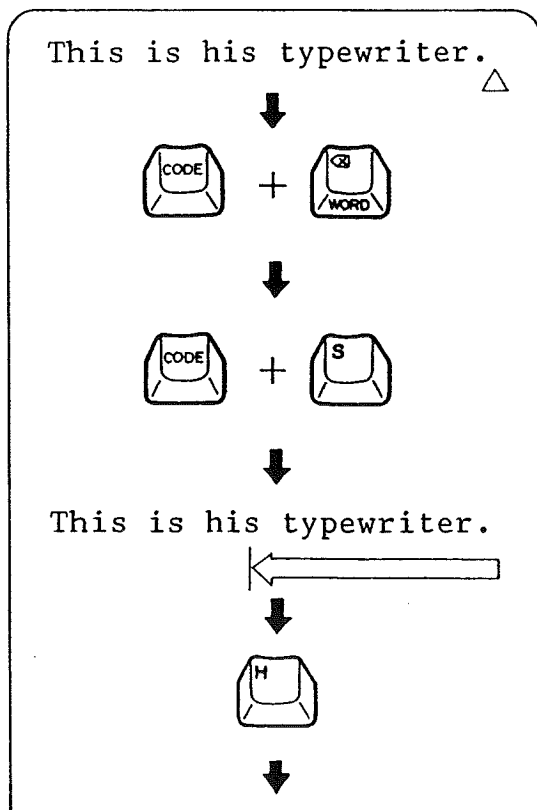 This is his typewriter.
CODE + ⌫ WORD
CODE + S
This is his typewriter.
H